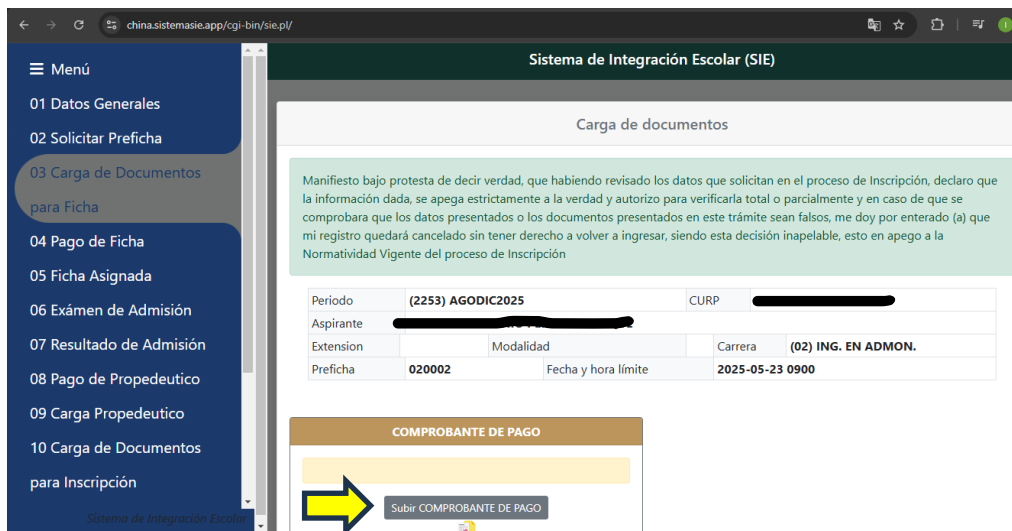 china.sistemasie.app/cgi-bin/sie.pl/
Menú
01 Datos Generales
02 Solicitar Preficha
03 Carga de Documentos
para Ficha
04 Pago de Ficha
05 Ficha Asignada
06 Exámen de Admisión
07 Resultado de Admisión
08 Pago de Propedeutico
09 Carga Propedeutico
10 Carga de Documentos
para Inscripción
Sistema de Integración Escolar
Sistema de Integración Escolar (SIE)
Carga de documentos
Manifiesto bajo protesta de decir verdad, que habiendo revisado los datos que solicitan en el proceso de Inscripción, declaro que
la información dada, se apega estrictamente a la verdad y autorizo para verificarla total o parcialmente y en caso de que se
comprobara que los datos presentados o los documentos presentados en este trámite sean falsos, me doy por enterado (a) que
mi registro quedará cancelado sin tener derecho a volver a ingresar, siendo esta decisión inapelable, esto en apego a la
Normatividad Vigente del proceso de Inscripción
Periodo (2253) AGODIC2025 CURP
Aspirante
Extension Modalidad Carrera (02) ING. EN ADMON.
Preficha 020002 Fecha y hora límite 2025-05-23 0900
COMPROBANTE DE PAGO
Subir COMPROBANTE DE PAGO